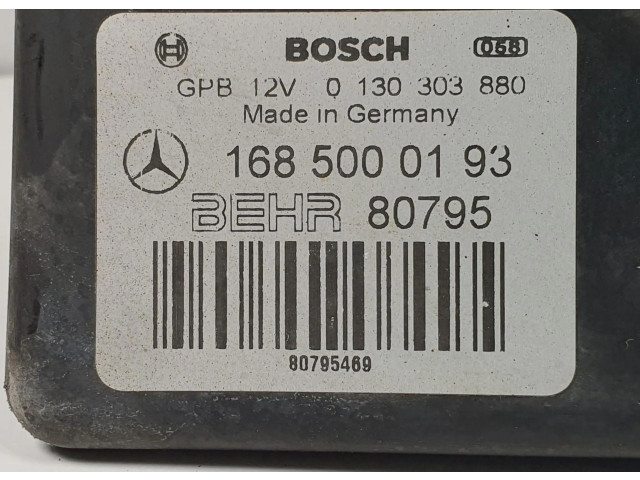 BOSCH 058
GPB 12V 0 130 303 880
Made in Germany
168 500 01 93
BEHR 80795
80795469